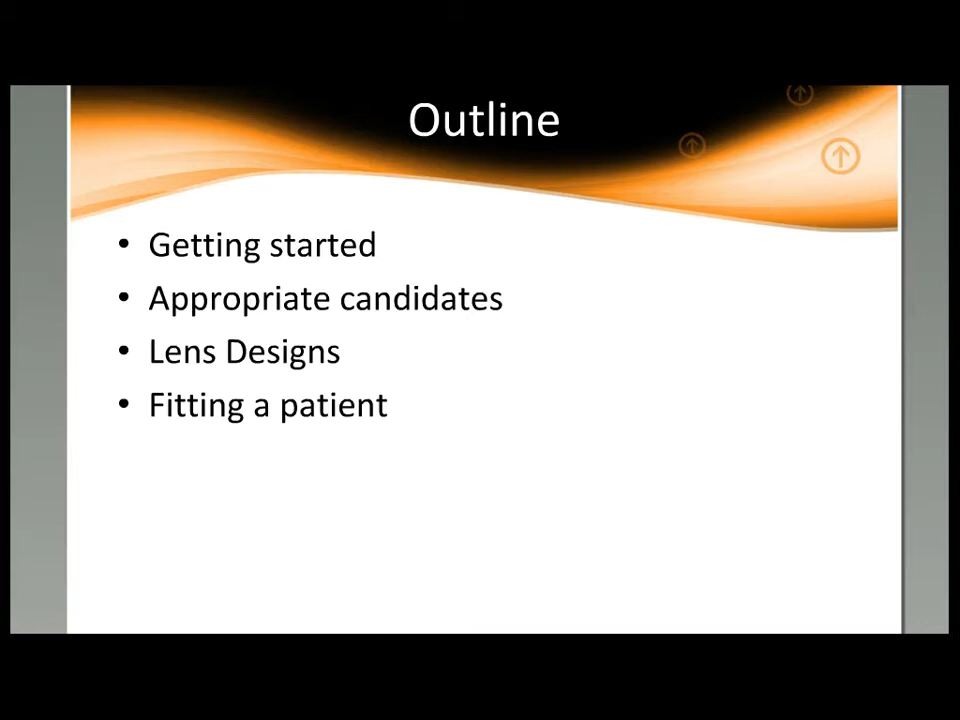 Outline
• Getting started
• Appropriate candidates
• Lens Designs
• Fitting a patient